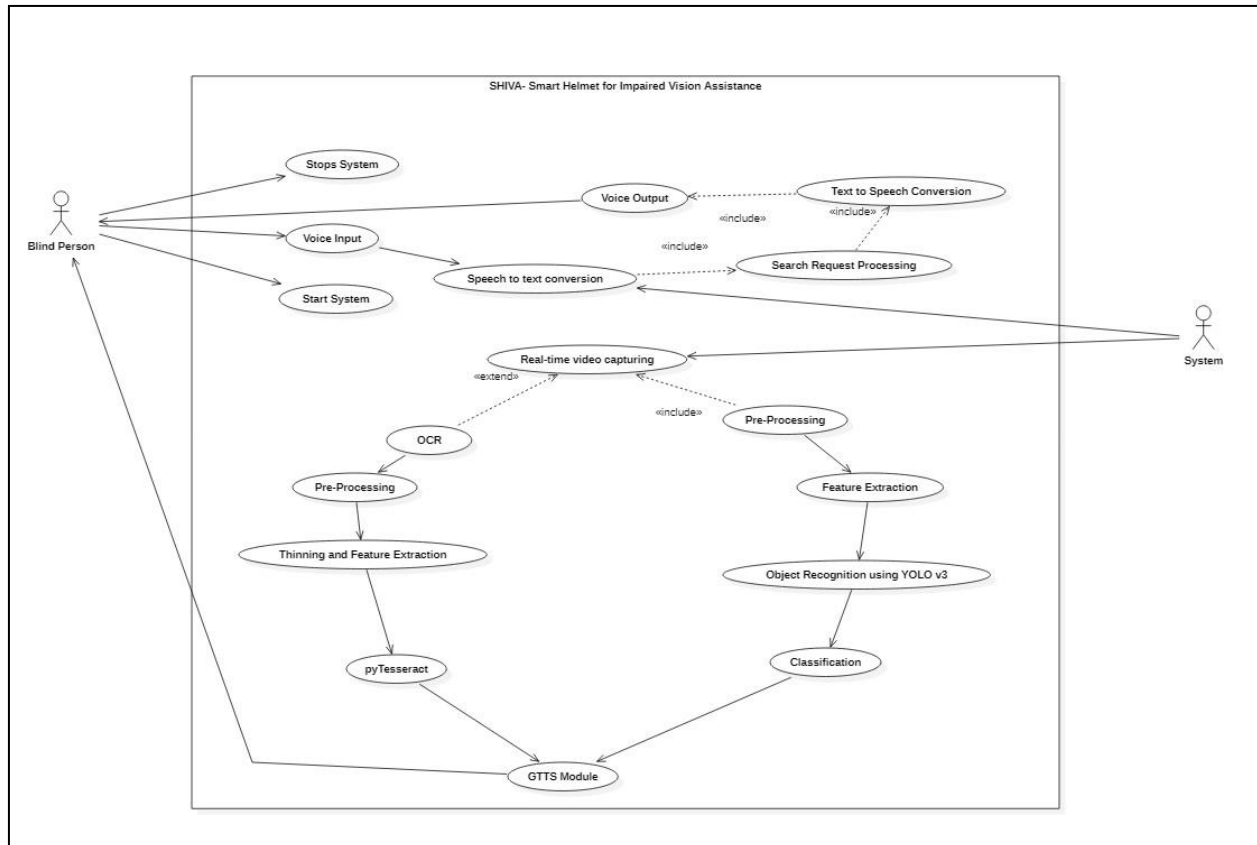 SHIVA- Smart Helmet for Impaired Vision Assistance
Stops System
Voice Output
Text to Speech Conversion
«include»
«include»
Blind Person
Voice Input
«include»
Speech to text conversion
Search Request Processing
Start System
System
Real-time video capturing
«extend»
«include»
Pre-Processing
OCR
Pre-Processing
Feature Extraction
Thinning and Feature Extraction
Object Recognition using YOLO v3
pyTesseract
Classification
GTTS Module